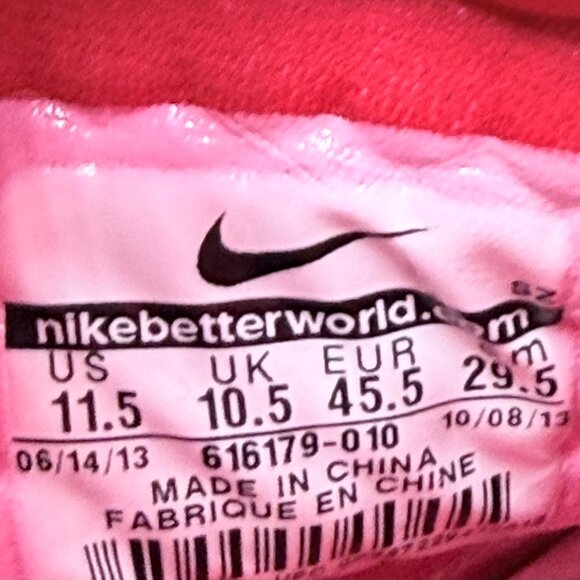 SZ
nikebetterworld.
US UK EUR cm
11.5 10.5 45.5 29.5
06/14/13 616179-010 10/08/13
MADE IN CHINA
FABRIQUE EN CHINE